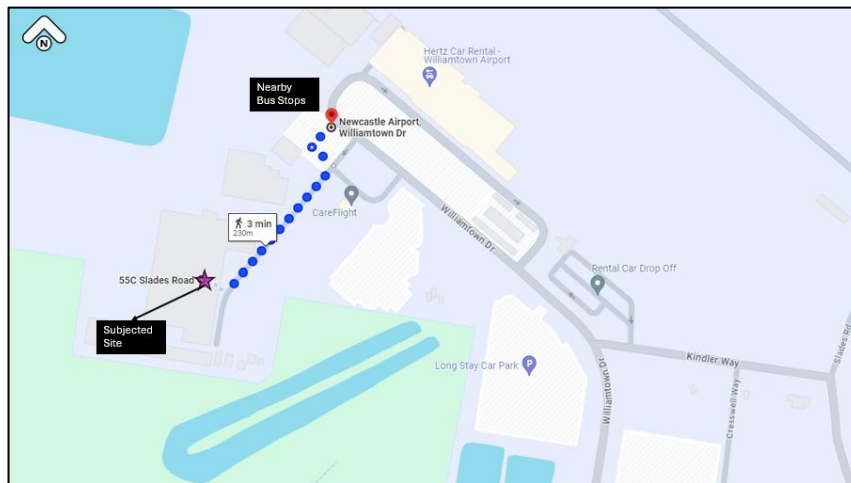 N
Hertz Car Rental -
Williamtown Airport
Nearby
Bus Stops
Newcastle Airport,
Williamtown Dr
CareFlight
3 min
230m
Williamtown Dr
55C Slades Road
Rental Car Drop Off
Subjected
Site
Long Stay Car Park
P
Williamtown Dr
Kindler Way
Cresswell Way
Slades Rd